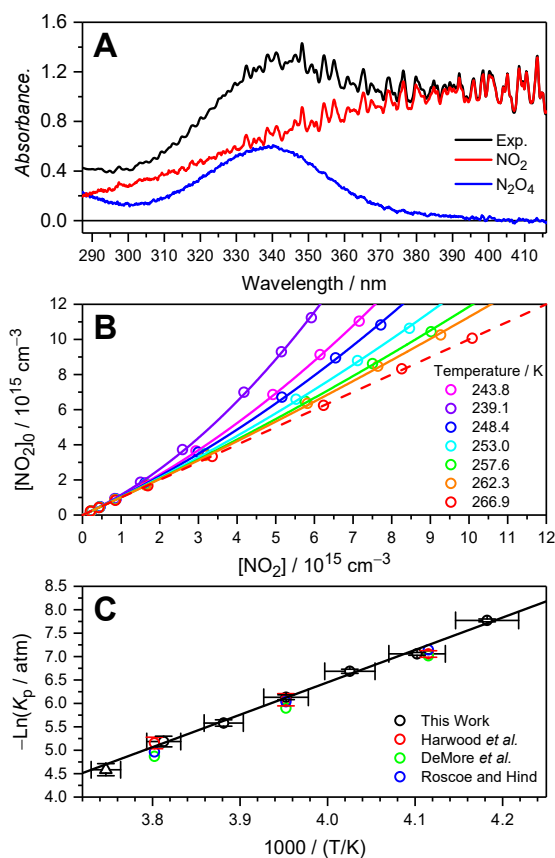 A
1.6
1.2
0.8
0.4
0.0
Absorbance.
Exp.
NO₂
N₂O₄
290 300 310 320 330 340 350 360 370 380 390 400 410
Wavelength / nm
B
12
10
8
6
4
2
0
[NO₂]₀ / 10¹⁵ cm⁻³
Temperature / K
243.8
239.1
248.4
253.0
257.6
262.3
266.9
0 1 2 3 4 5 6 7 8 9 10 11 12
[NO₂] / 10¹⁵ cm⁻³
C
8.5
8.0
7.5
7.0
6.5
6.0
5.5
5.0
4.5
4.0
−Ln(Kₚ / atm)
This Work
Harwood et al.
DeMore et al.
Roscoe and Hind
3.8 3.9 4.0 4.1 4.2
1000 / (T/K)